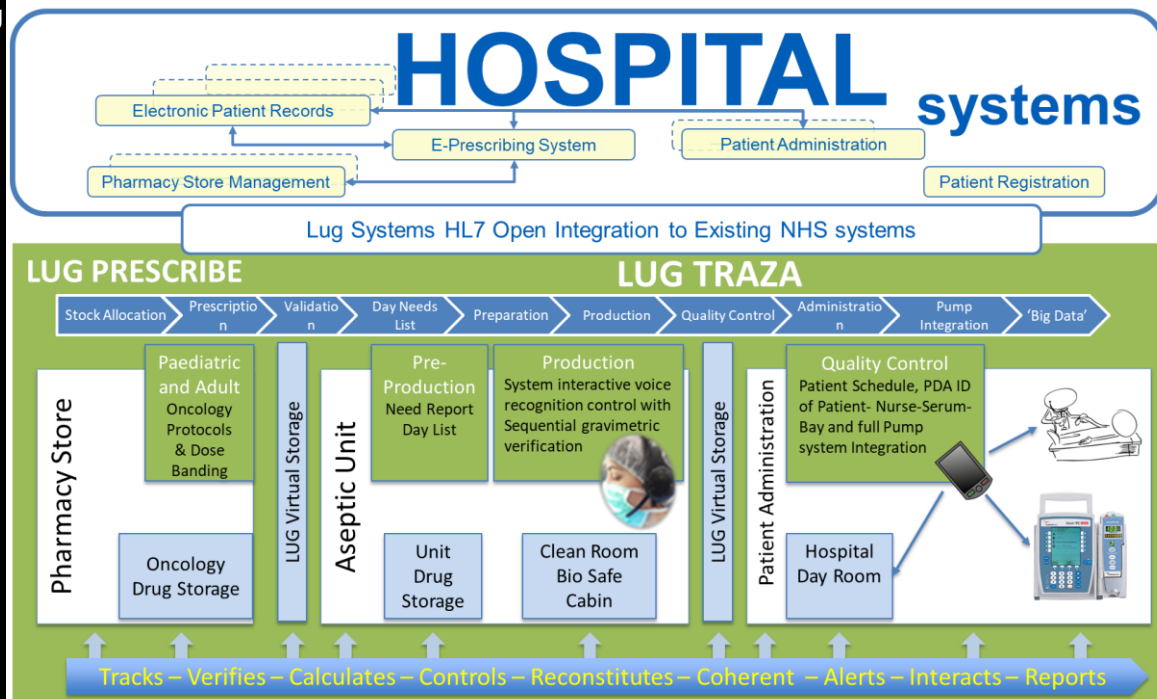 HOSPITAL
systems
Electronic Patient Records
E-Prescribing System
Patient Administration
Pharmacy Store Management
Patient Registration
Lug Systems HL7 Open Integration to Existing NHS systems
LUG PRESCRIBE
LUG TRAZA
Stock Allocation
Prescriptio
n
Validatio
n
Day Needs
List
Preparation
Production
Quality Control
Administratio
n
Pump
Integration
'Big Data'
Pharmacy Store
Paediatric
and Adult
Oncology
Protocols
& Dose
Banding
Oncology
Drug Storage
LUG Virtual Storage
Aseptic Unit
Pre-
Production
Need Report
Day List
Unit
Drug
Storage
Production
System interactive voice
recognition control with
Sequential gravimetric
verification
Clean Room
Bio Safe
Cabin
LUG Virtual Storage
Patient Administration
Quality Control
Patient Schedule, PDA ID
of Patient- Nurse-Serum-
Bay and full Pump
system Integration
Hospital
Day Room
Tracks – Verifies – Calculates – Controls – Reconstitutes – Coherent – Alerts – Interacts – Reports